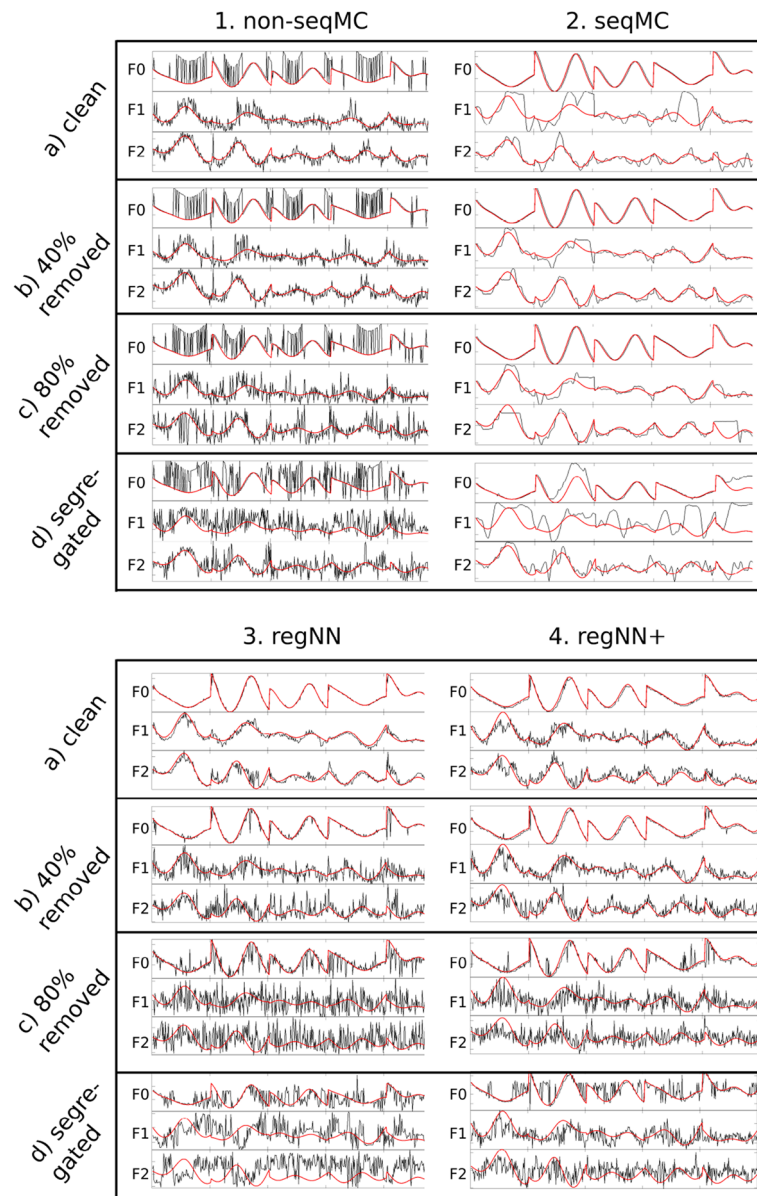 1. non-seqMC
2. seqMC
a) clean
F0
F1
F2
F0
F1
F2
b) 40%
removed
F0
F1
F2
F0
F1
F2
c) 80%
removed
F0
F1
F2
F0
F1
F2
d) segre-
gated
F0
F1
F2
F0
F1
F2
3. regNN
4. regNN+
a) clean
F0
F1
F2
F0
F1
F2
b) 40%
removed
F0
F1
F2
F0
F1
F2
c) 80%
removed
F0
F1
F2
F0
F1
F2
d) segre-
gated
F0
F1
F2
F0
F1
F2